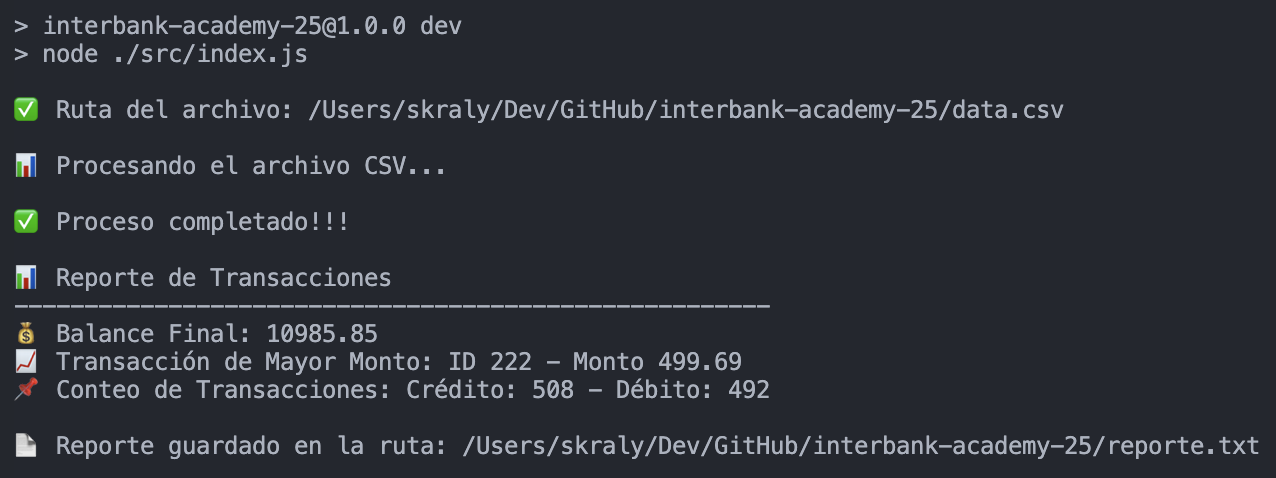 > interbank-academy-25@1.0.0 dev
> node ./src/index.js
✅ Ruta del archivo: /Users/skraly/Dev/GitHub/interbank-academy-25/data.csv
📊 Procesando el archivo CSV...
✅ Proceso completado!!!
📊 Reporte de Transacciones
------------------------------------------------------
💰 Balance Final: 10985.85
📈 Transacción de Mayor Monto: ID 222 - Monto 499.69
📌 Conteo de Transacciones: Crédito: 508 - Débito: 492
📄 Reporte guardado en la ruta: /Users/skraly/Dev/GitHub/interbank-academy-25/reporte.txt